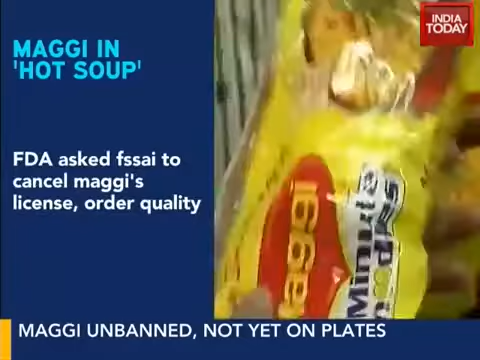 INDIA
TODAY
MAGGI IN
'HOT SOUP'
FDA asked fssai to
cancel maggi's
license, order quality
MAGGI
Minute
MAGGI UNBANNED, NOT YET ON PLATES